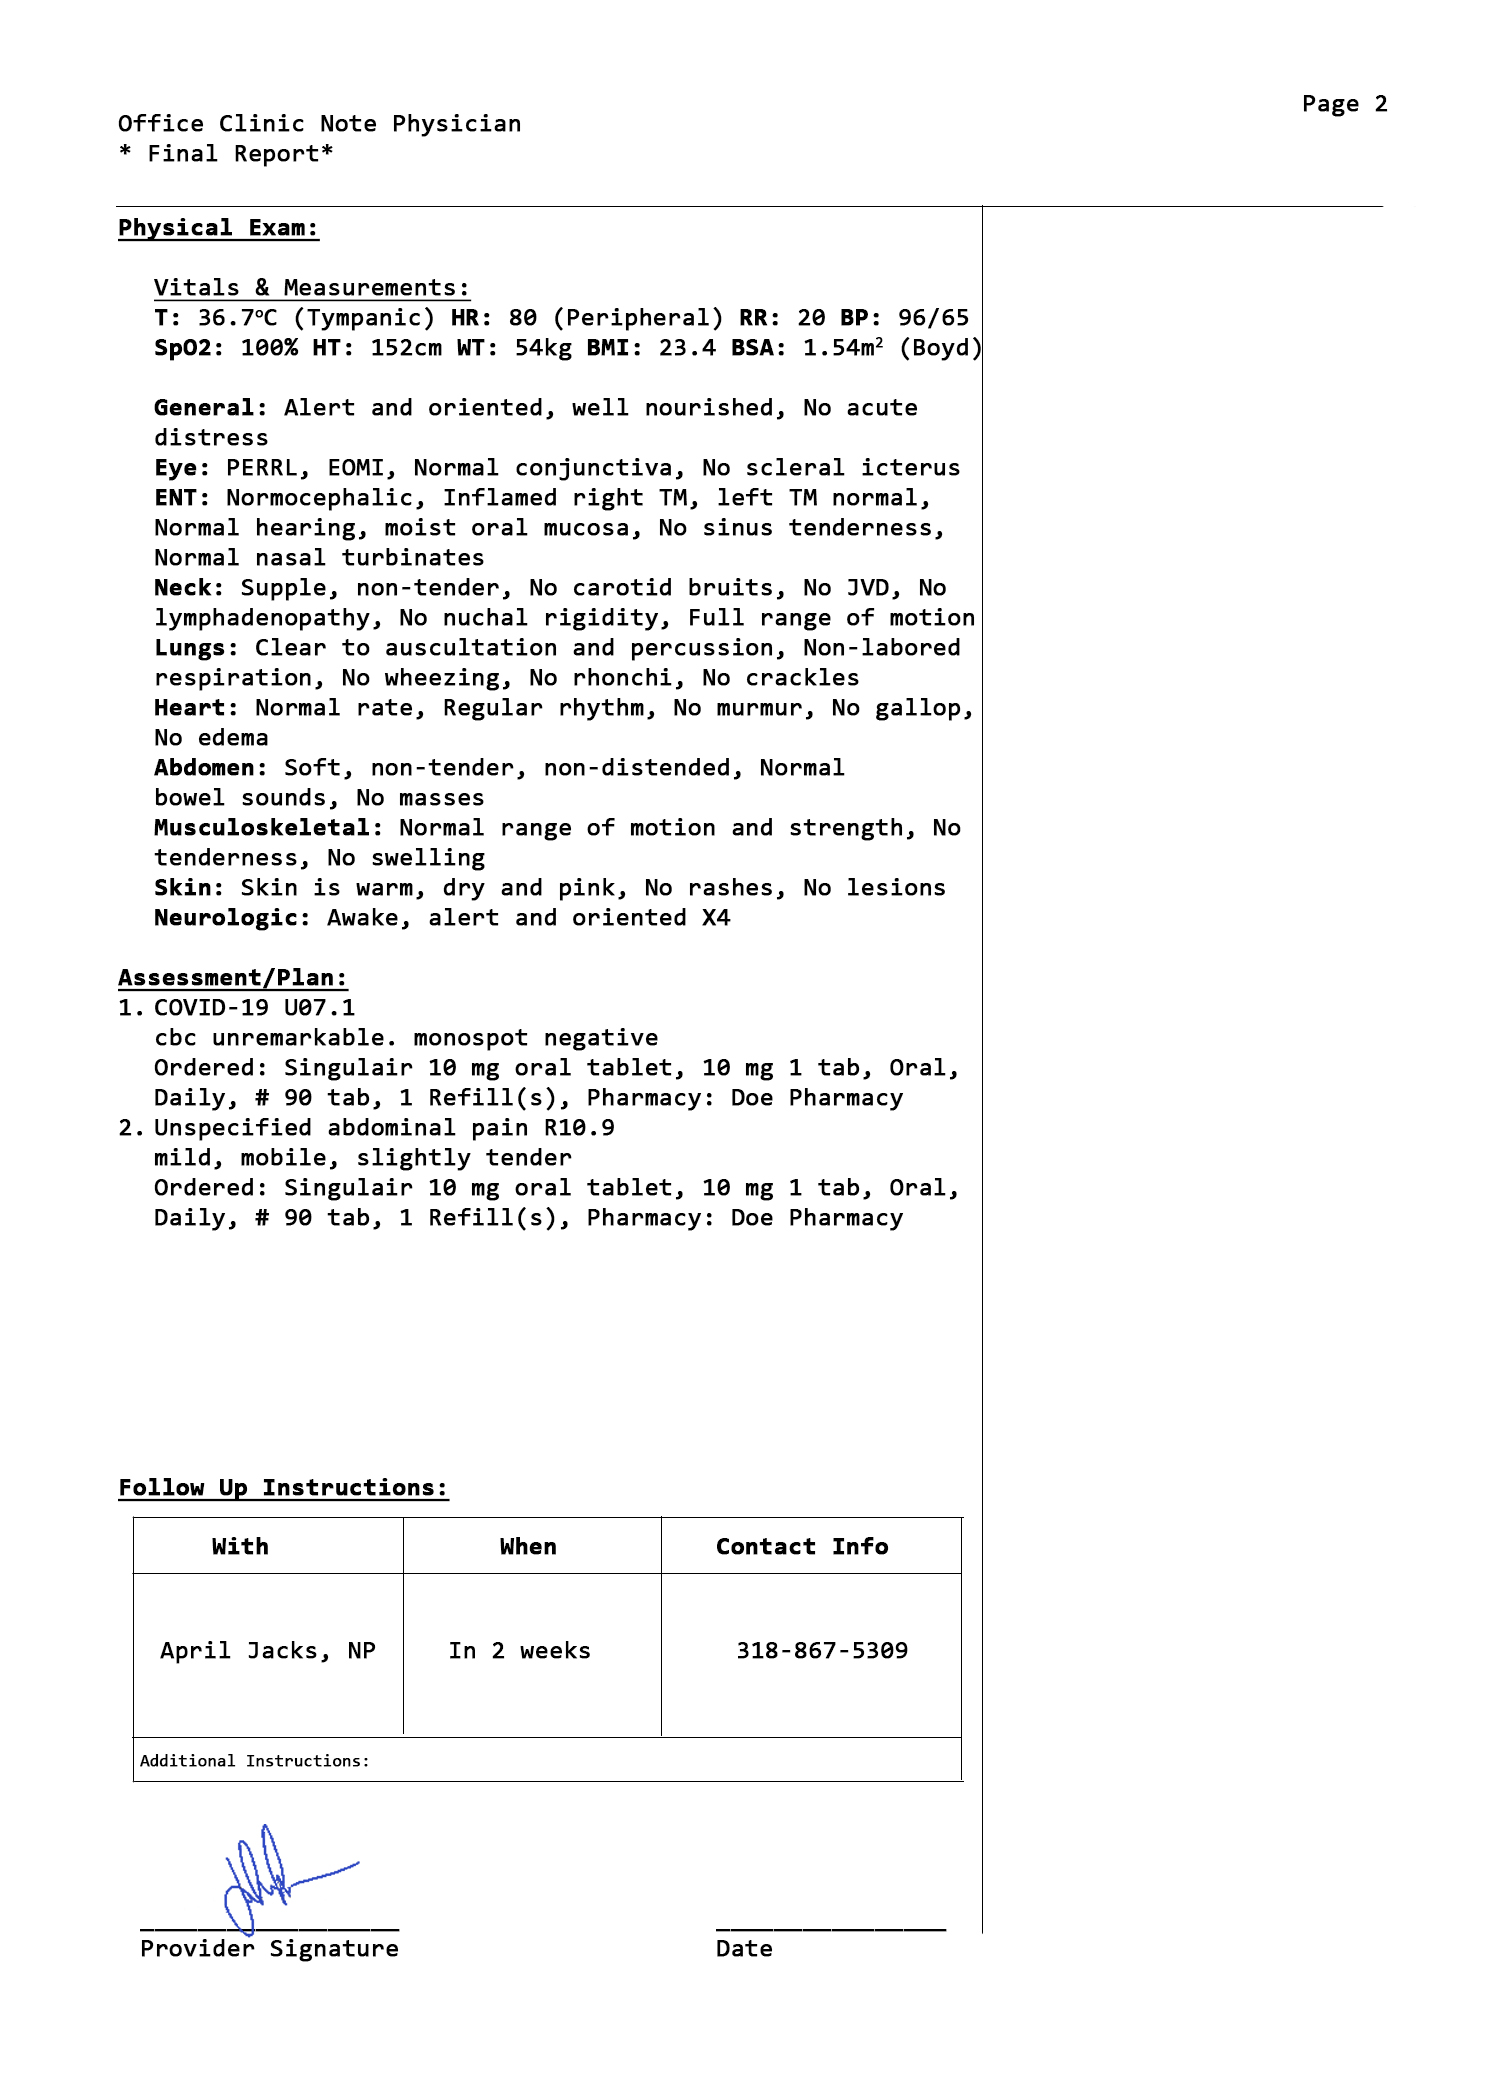 Page 2
Office Clinic Note Physician
* Final Report*
Physical Exam:
Vitals & Measurements:
T: 36.7°C (Tympanic) HR: 80 (Peripheral) RR: 20 BP: 96/65
SpO2: 100% HT: 152cm WT: 54kg BMI: 23.4 BSA: 1.54m² (Boyd)
General: Alert and oriented, well nourished, No acute
distress
Eye: PERRL, EOMI, Normal conjunctiva, No scleral icterus
ENT: Normocephalic, Inflamed right TM, left TM normal,
Normal hearing, moist oral mucosa, No sinus tenderness,
Normal nasal turbinates
Neck: Supple, non-tender, No carotid bruits, No JVD, No
lymphadenopathy, No nuchal rigidity, Full range of motion
Lungs: Clear to auscultation and percussion, Non-labored
respiration, No wheezing, No rhonchi, No crackles
Heart: Normal rate, Regular rhythm, No murmur, No gallop,
No edema
Abdomen: Soft, non-tender, non-distended, Normal
bowel sounds, No masses
Musculoskeletal: Normal range of motion and strength, No
tenderness, No swelling
Skin: Skin is warm, dry and pink, No rashes, No lesions
Neurologic: Awake, alert and oriented X4
Assessment/Plan:
1. COVID-19 U07.1
cbc unremarkable. monospot negative
Ordered: Singulair 10 mg oral tablet, 10 mg 1 tab, Oral,
Daily, # 90 tab, 1 Refill(s), Pharmacy: Doe Pharmacy
2. Unspecified abdominal pain R10.9
mild, mobile, slightly tender
Ordered: Singulair 10 mg oral tablet, 10 mg 1 tab, Oral,
Daily, # 90 tab, 1 Refill(s), Pharmacy: Doe Pharmacy
Follow Up Instructions:
With When Contact Info
April Jacks, NP In 2 weeks 318-867-5309
Additional Instructions:
Provider Signature Date